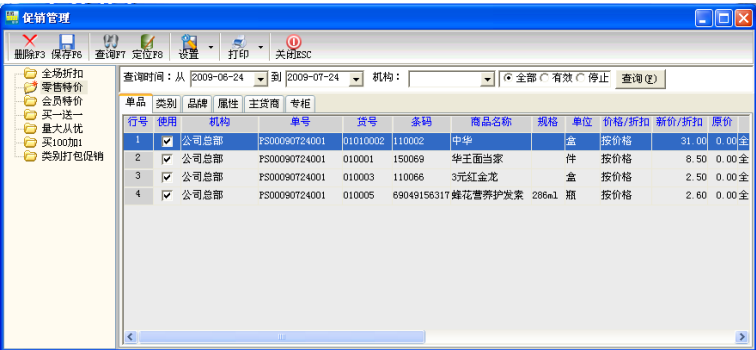 促销管理
删除F3 保存F6 查询F7 定位F8 设置 打印 关闭ESC
全场折扣
零售特价
会员特价
买一送一
量大从优
买100加1
类别打包促销
查询时间：从 2009-06-24 到 2009-07-24 机构： 全部 有效 停止 查询(F)
单品 类别 品牌 属性 主货商 专柜
行号 使用 机构 单号 货号 条码 商品名称 规格 单位 价格/折扣 新价/折扣 原价
1 公司总部 PS00090724001 01010002 110002 中华 盒 按价格 31.00 0.00 全
2 公司总部 PS00090724001 010001 150069 华王面当家 件 按价格 8.50 0.00 全
3 公司总部 PS00090724001 010003 110066 3元红金龙 盒 按价格 2.50 0.00 全
4 公司总部 PS00090724001 010005 69049156317 蜂花营养护发素 286ml 瓶 按价格 2.60 0.00 全